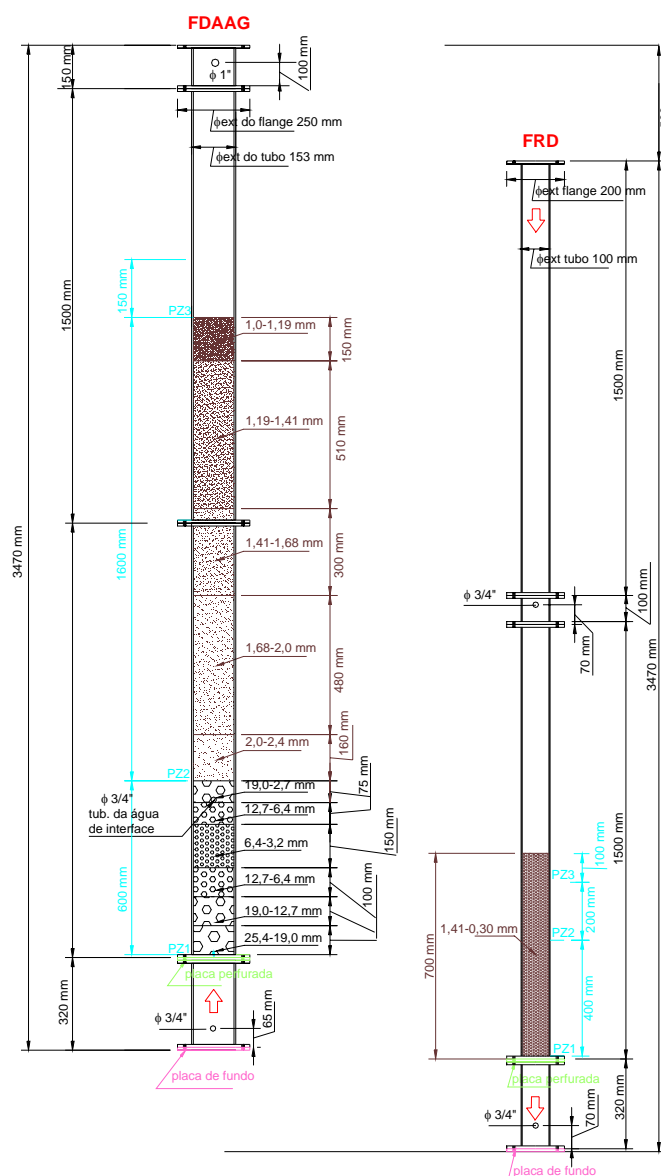 FDAAG
150 mm
ϕ 1"
100 mm
ϕext do flange 250 mm
ϕext do tubo 153 mm
150 mm
PZ3
1500 mm
1,0-1,19 mm
150 mm
1,19-1,41 mm
510 mm
3470 mm
1600 mm
1,41-1,68 mm
300 mm
1,68-2,0 mm
480 mm
2,0-2,4 mm
160 mm
PZ2
ϕ 3/4"
tub. da água
de interface
19,0-2,7 mm
75 mm
12,7-6,4 mm
6,4-3,2 mm
150 mm
600 mm
12,7-6,4 mm
100 mm
19,0-12,7 mm
25,4-19,0 mm
PZ1
placa perfurada
320 mm
ϕ 3/4"
65 mm
placa de fundo
FRD
ϕext flange 200 mm
ϕext tubo 100 mm
1500 mm
ϕ 3/4"
100 mm
70 mm
3470 mm
1500 mm
100 mm
PZ3
200 mm
1,41-0,30 mm
PZ2
700 mm
400 mm
PZ1
placa perfurada
ϕ 3/4"
70 mm
320 mm
placa de fundo